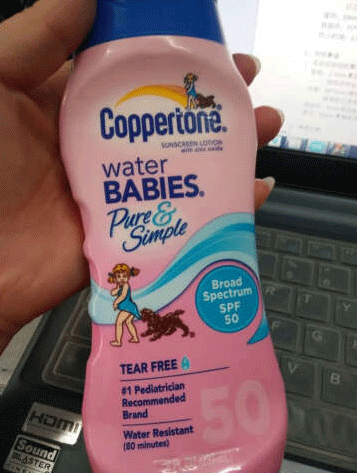 Coppertone®
SUNSCREEN LOTION
with zinc oxide
water
BABIES®
Pure &
Simple
Broad
Spectrum
SPF
50
TEAR FREE
#1 Pediatrician
Recommended
Brand
Water Resistant
(80 minutes)
50
HDMI
Sound
BLASTER
R
T
Y
G
V
B